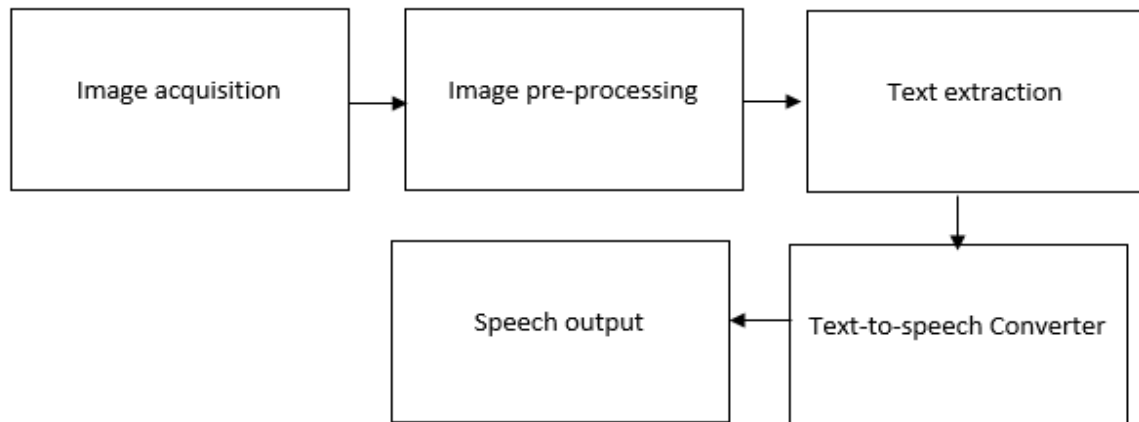 Image acquisition
Image pre-processing
Text extraction
Speech output
Text-to-speech Converter